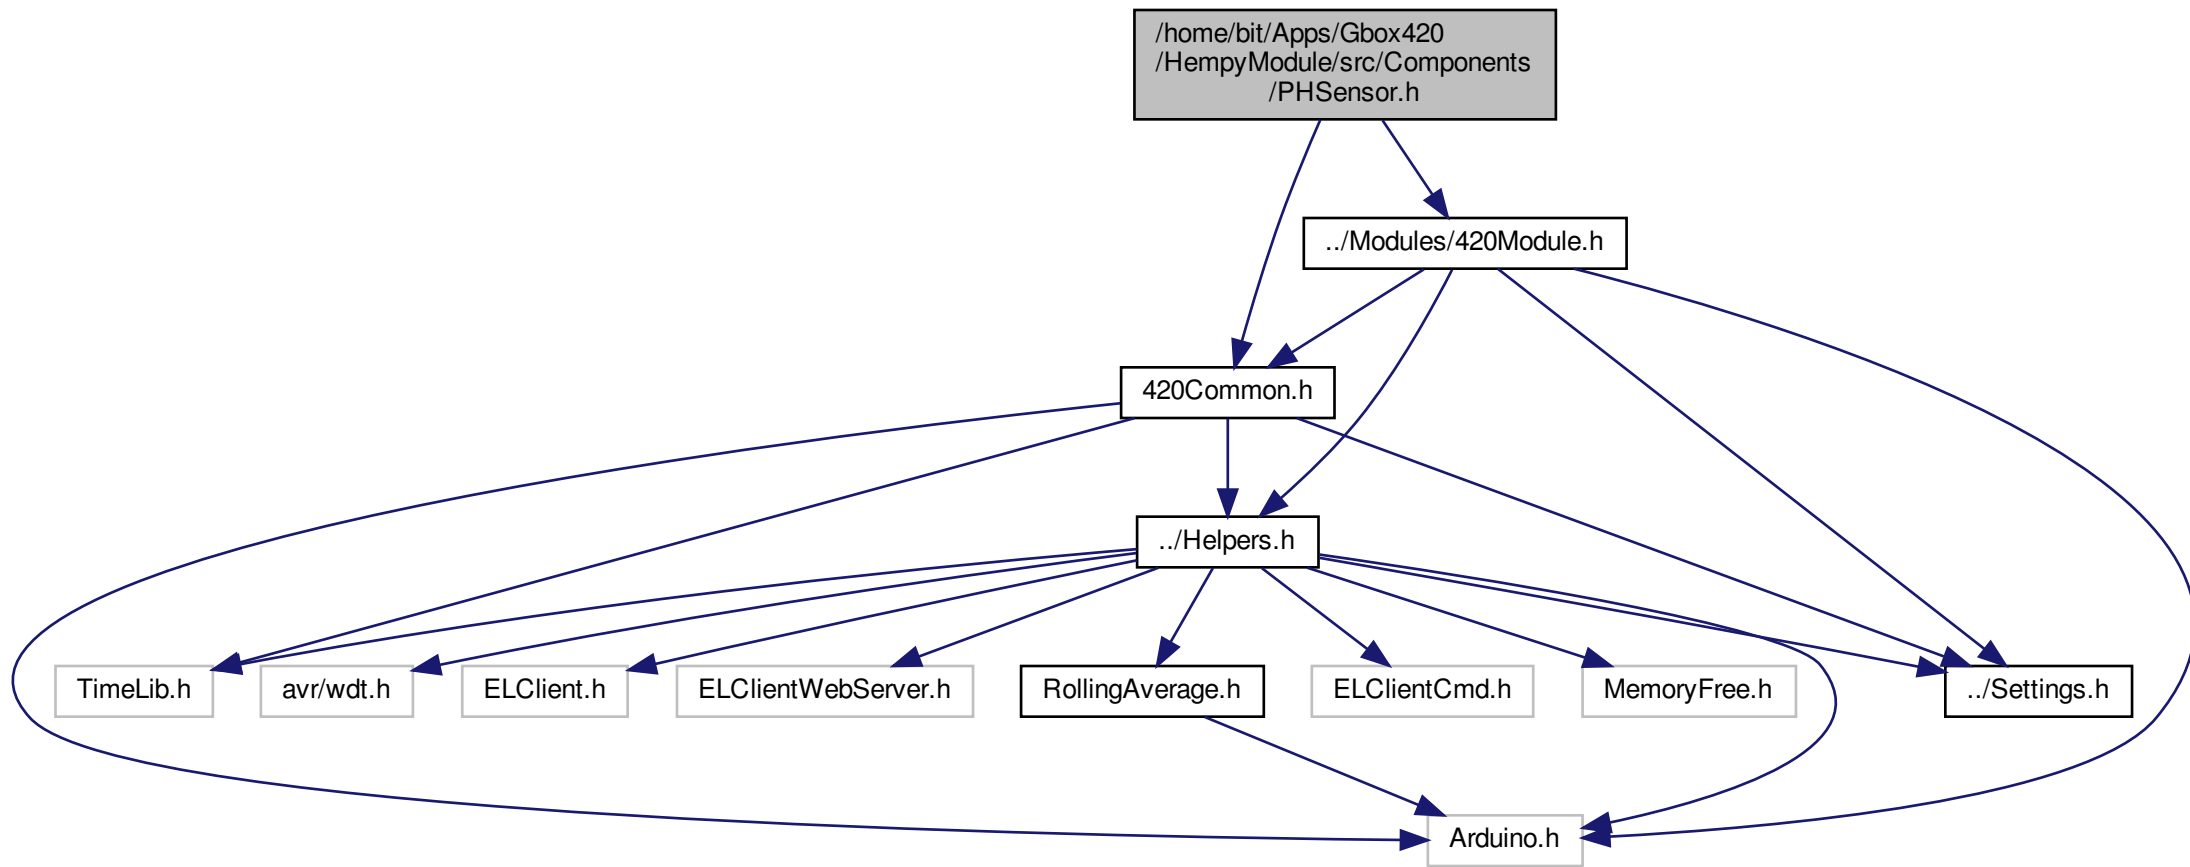 /home/bit/Apps/Gbox420
/HempyModule/src/Components
/PHSensor.h
../Modules/420Module.h
420Common.h
../Helpers.h
TimeLib.h
avr/wdt.h
ELClient.h
ELClientWebServer.h
RollingAverage.h
ELClientCmd.h
MemoryFree.h
../Settings.h
Arduino.h